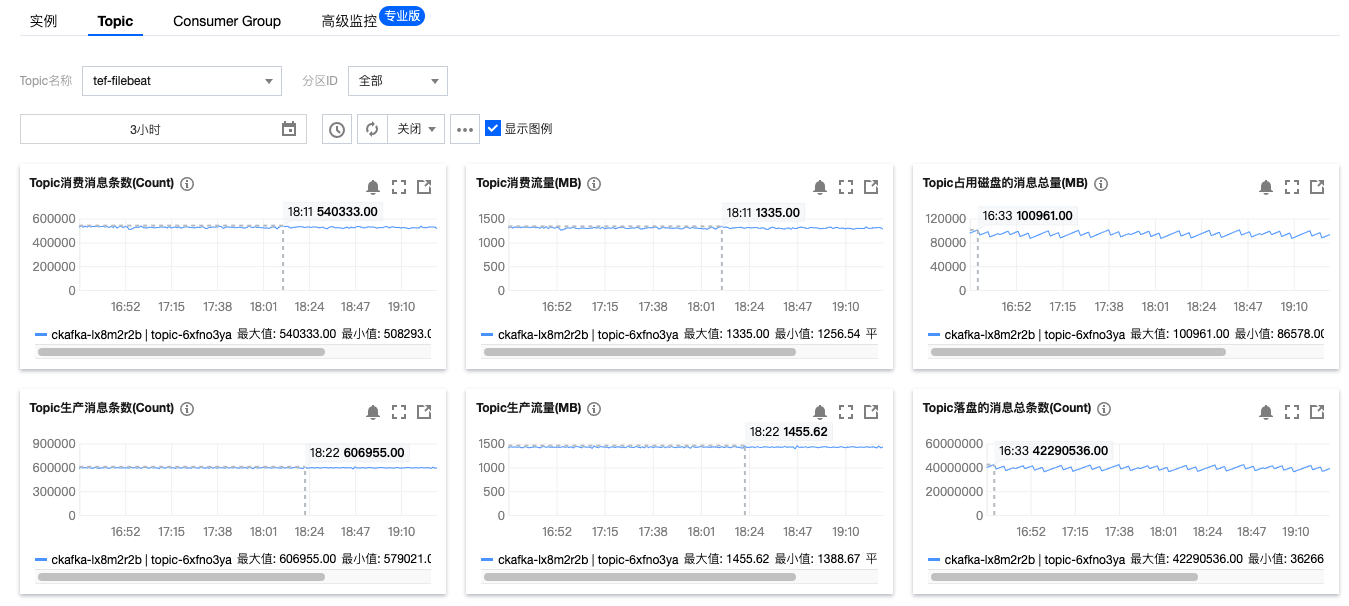 实例 Topic Consumer Group 高级监控 专业版
Topic名称 tef-filebeat 分区ID 全部
3小时 关闭 显示图例
Topic消费消息条数(Count)
18:11 540333.00
600000
400000
200000
0
16:52 17:15 17:38 18:01 18:24 18:47 19:10
ckafka-lx8m2r2b | topic-6xfno3ya 最大值: 540333.00 最小值: 508293.0
Topic消费流量(MB)
18:11 1335.00
1500
1000
500
0
16:52 17:15 17:38 18:01 18:24 18:47 19:10
ckafka-lx8m2r2b | topic-6xfno3ya 最大值: 1335.00 最小值: 1256.54 平
Topic占用磁盘的消息总量(MB)
16:33 100961.00
120000
80000
40000
0
16:52 17:15 17:38 18:01 18:24 18:47 19:10
ckafka-lx8m2r2b | topic-6xfno3ya 最大值: 100961.00 最小值: 86578.00
Topic生产消息条数(Count)
18:22 606955.00
900000
600000
300000
0
16:52 17:15 17:38 18:01 18:24 18:47 19:10
ckafka-lx8m2r2b | topic-6xfno3ya 最大值: 606955.00 最小值: 579021.0
Topic生产流量(MB)
18:22 1455.62
1500
1000
500
0
16:52 17:15 17:38 18:01 18:24 18:47 19:10
ckafka-lx8m2r2b | topic-6xfno3ya 最大值: 1455.62 最小值: 1388.67 平
Topic落盘的消息总条数(Count)
16:33 42290536.00
60000000
40000000
20000000
0
16:52 17:15 17:38 18:01 18:24 18:47 19:10
ckafka-lx8m2r2b | topic-6xfno3ya 最大值: 42290536.00 最小值: 36266